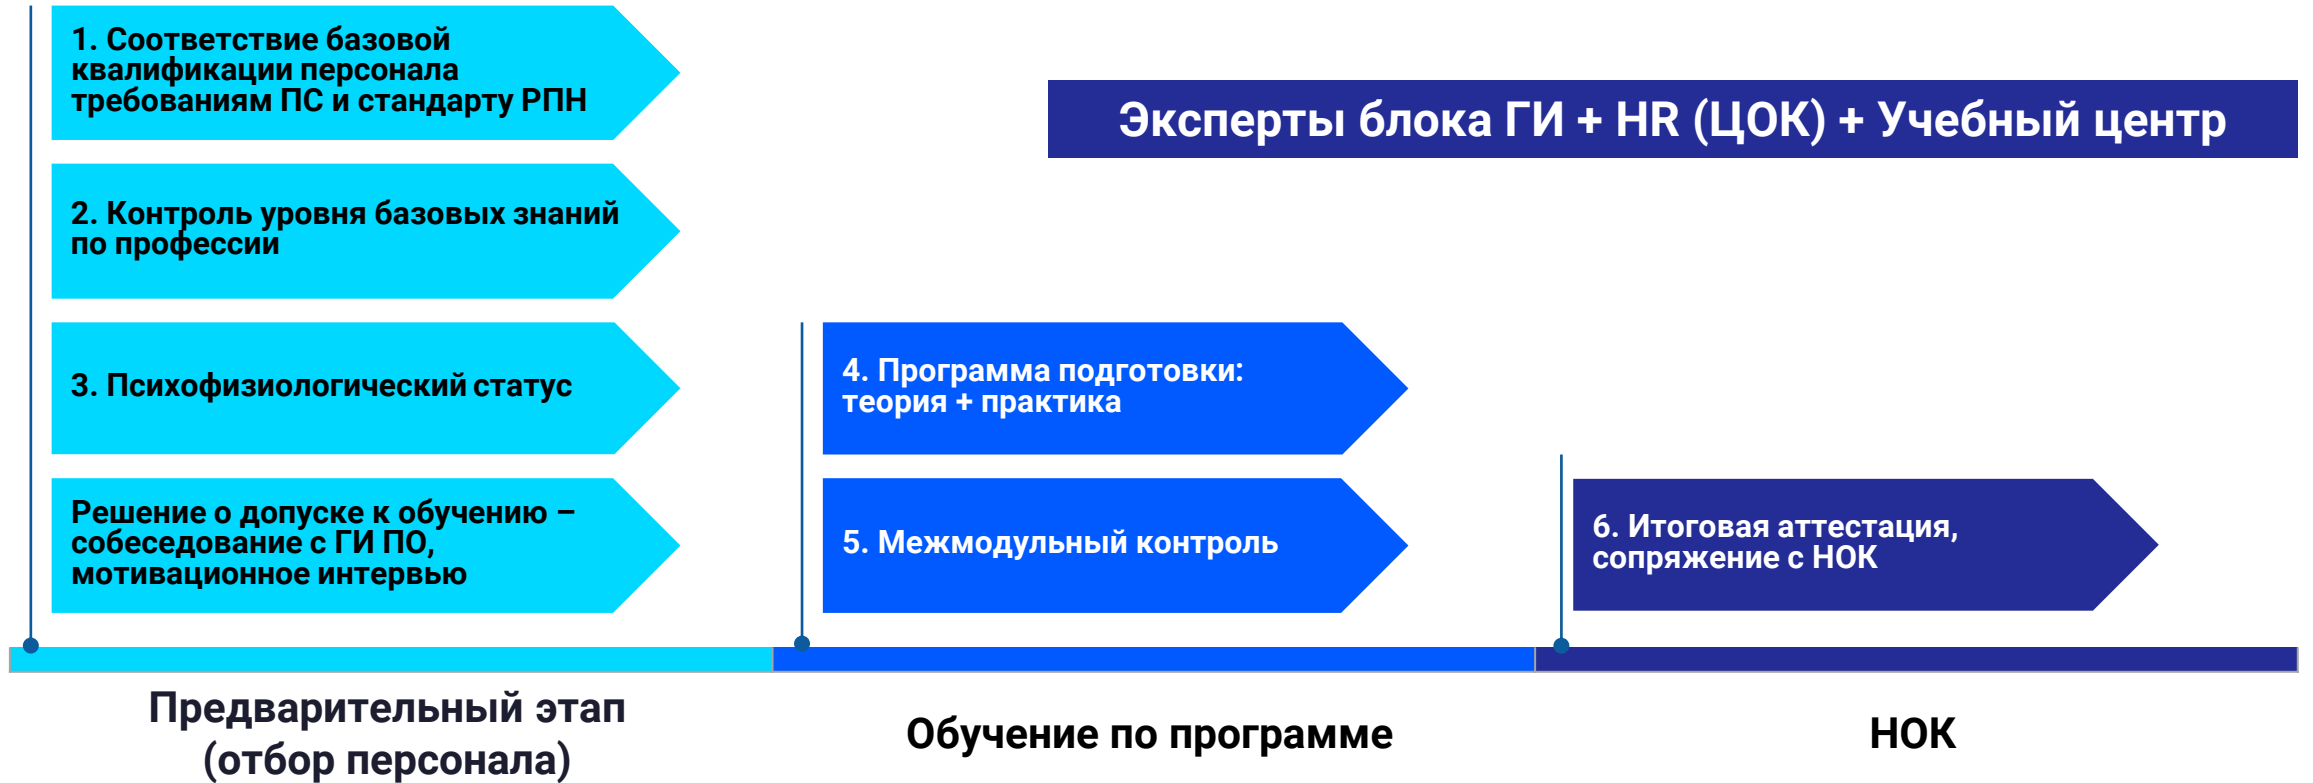 1. Соответствие базовой
квалификации персонала
требованиям ПС и стандарту РПН
Эксперты блока ГИ + HR (ЦОК) + Учебный центр
2. Контроль уровня базовых знаний
по профессии
3. Психофизиологический статус
4. Программа подготовки:
теория + практика
Решение о допуске к обучению –
собеседование с ГИ ПО,
мотивационное интервью
5. Межмодульный контроль
6. Итоговая аттестация,
сопряжение с НОК
Предварительный этап
(отбор персонала)
Обучение по программе
НОК